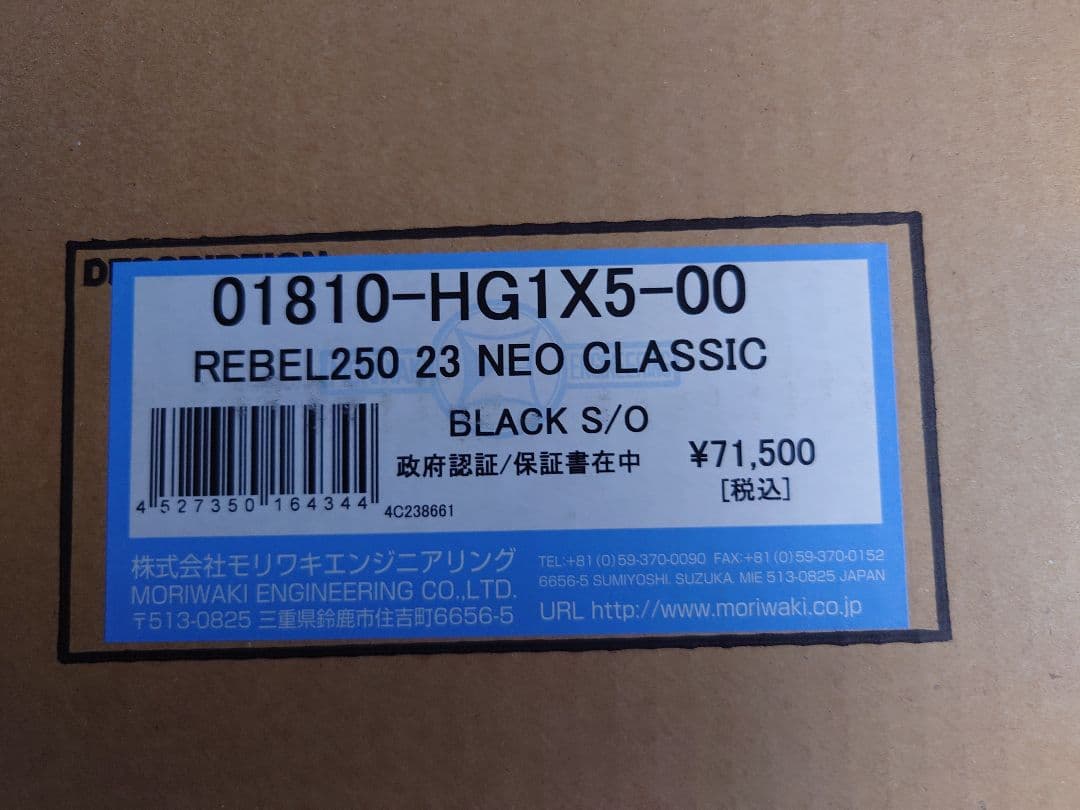 DESCRIPTION
01810-HG1X5-00
REBEL250 23 NEO CLASSIC
BLACK S/O
政府認証/保証書在中
¥71,500
[税込]
4 527350 164344
4C238661
株式会社モリワキエンジニアリング
MORIWAKI ENGINEERING CO.,LTD.
〒513-0825 三重県鈴鹿市住吉町6656-5
TEL:+81 (0)59-370-0090 FAX:+81 (0)59-370-0152
6656-5 SUMIYOSHI. SUZUKA. MIE 513-0825 JAPAN
URL http://www.moriwaki.co.jp